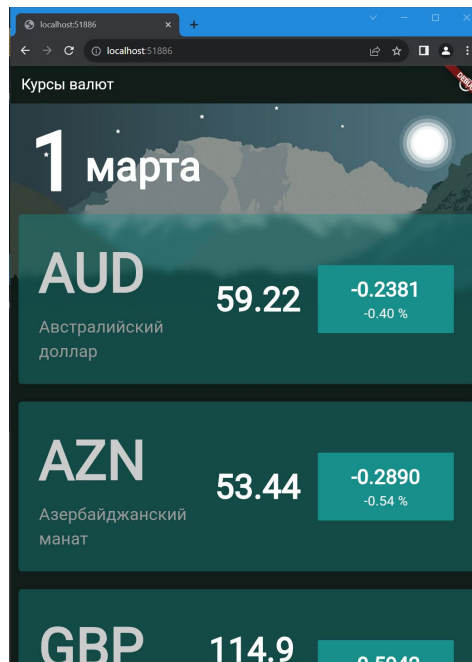 localhost:51886
localhost:51886
Курсы валют
DEBUG
1 марта
AUD
Австралийский
доллар
59.22
-0.2381
-0.40 %
AZN
Азербайджанский
манат
53.44
-0.2890
-0.54 %
GBP
114.9